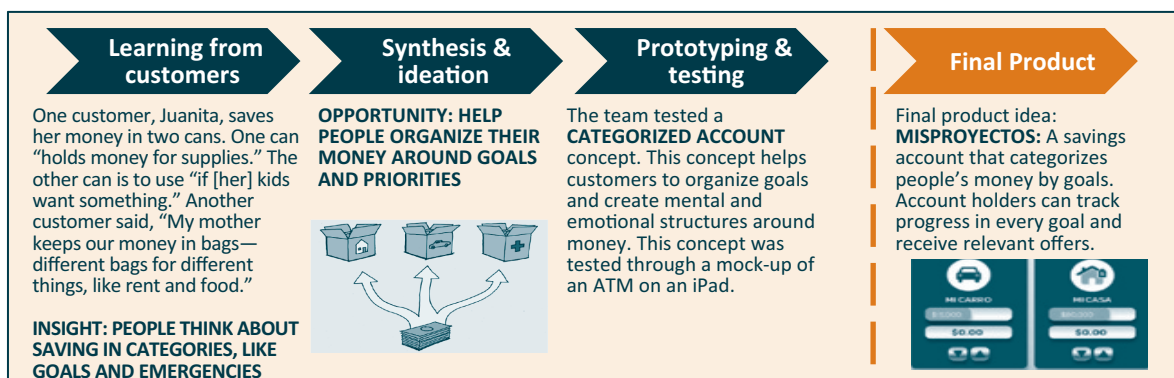 Learning from
customers
Synthesis &
ideation
Prototyping &
testing
Final Product
One customer, Juanita, saves
her money in two cans. One can
“holds money for supplies.” The
other can is to use “if [her] kids
want something.” Another
customer said, “My mother
keeps our money in bags—
different bags for different
things, like rent and food.”
INSIGHT: PEOPLE THINK ABOUT
SAVING IN CATEGORIES, LIKE
GOALS AND EMERGENCIES
OPPORTUNITY: HELP
PEOPLE ORGANIZE THEIR
MONEY AROUND GOALS
AND PRIORITIES
The team tested a
CATEGORIZED ACCOUNT
concept. This concept helps
customers to organize goals
and create mental and
emotional structures around
money. This concept was
tested through a mock-up of
an ATM on an iPad.
Final product idea:
MISPROYECTOS: A savings
account that categorizes
people’s money by goals.
Account holders can track
progress in every goal and
receive relevant offers.
MI CARRO
$0.00
MI CASA
$0.00